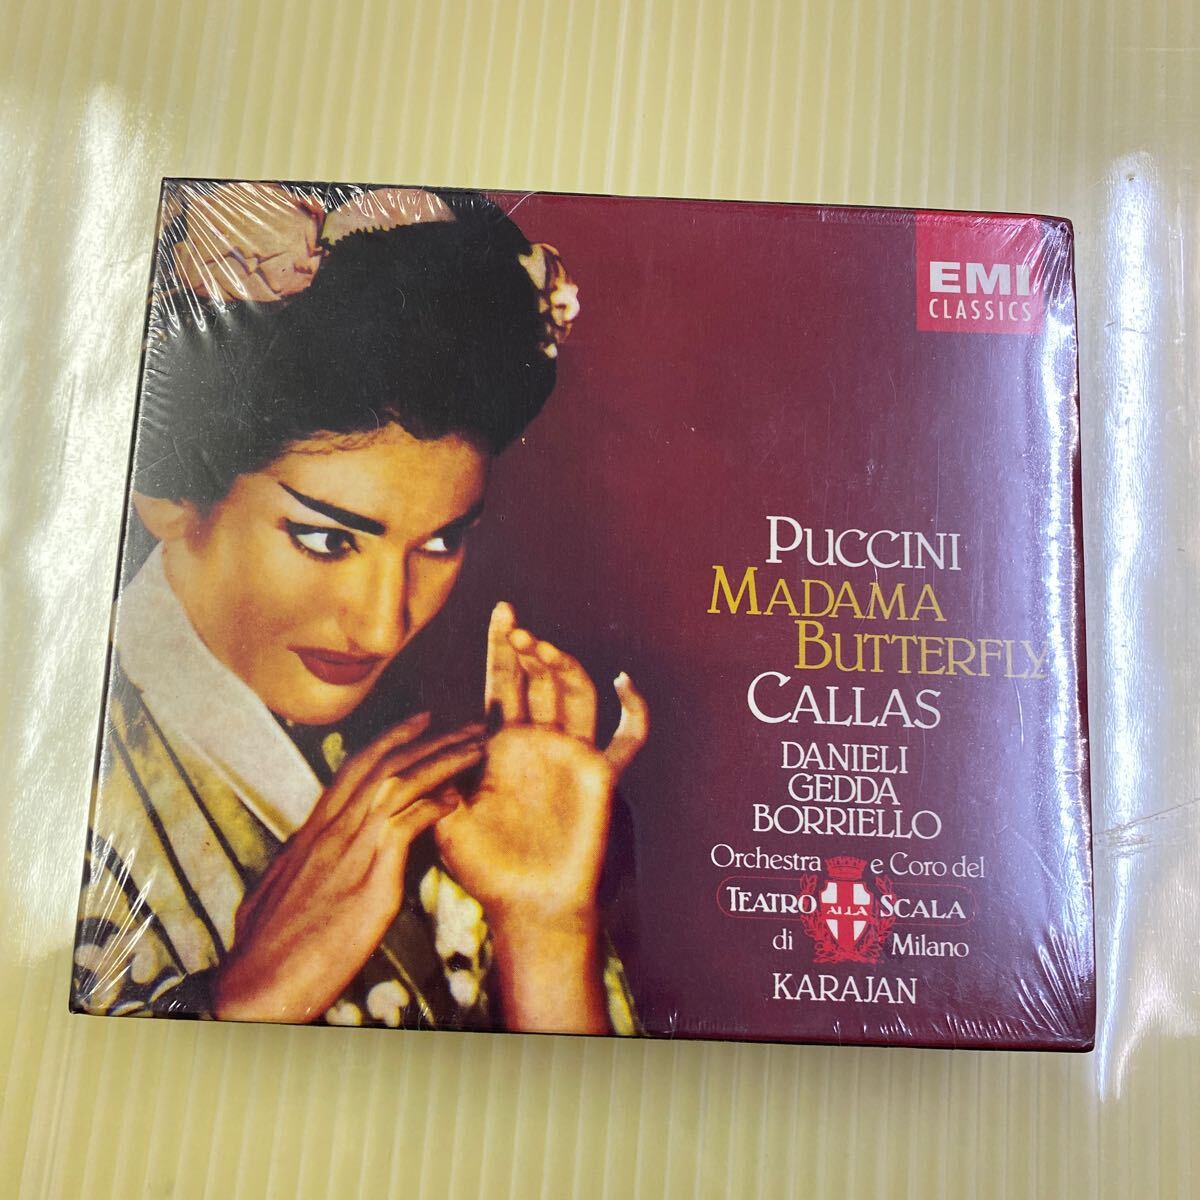 EMI
CLASSICS
PUCCINI
MADAMA
BUTTERFLY
CALLAS
DANIELI
GEDDA
BORRIELLO
Orchestra e Coro del
TEATRO ALLA SCALA
di Milano
KARAJAN